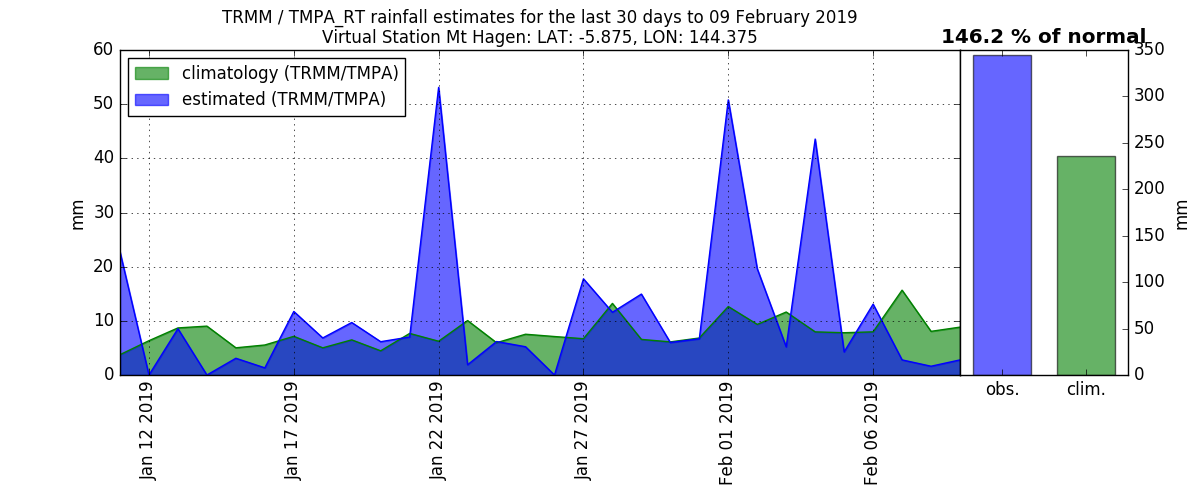 TRMM / TMPA_RT rainfall estimates for the last 30 days to 09 February 2019
Virtual Station Mt Hagen: LAT: -5.875, LON: 144.375
146.2 % of normal
climatology (TRMM/TMPA)
estimated (TRMM/TMPA)
mm
60
50
40
30
20
10
0
Jan 12 2019
Jan 17 2019
Jan 22 2019
Jan 27 2019
Feb 01 2019
Feb 06 2019
obs.
clim.
350
300
250
200
150
100
50
0
mm